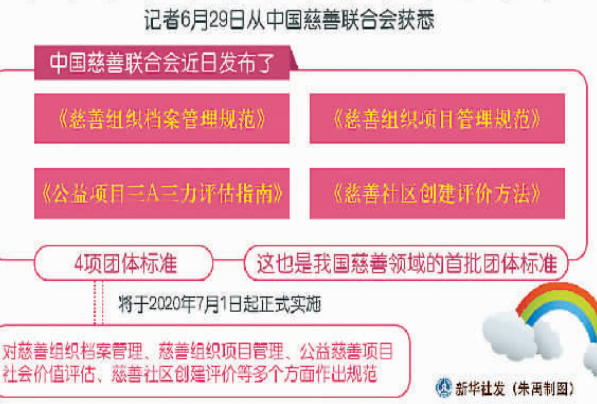 记者6月29日从中国慈善联合会获悉
中国慈善联合会近日发布了
《慈善组织档案管理规范》
《慈善组织项目管理规范》
《公益项目三A三力评估指南》
《慈善社区创建评价方法》
4项团体标准
这也是我国慈善领域的首批团体标准
将于2020年7月1日起正式实施
对慈善组织档案管理、慈善组织项目管理、公益慈善项目
社会价值评估、慈善社区创建评价等多个方面作出规范
新华社发（朱禹制图）